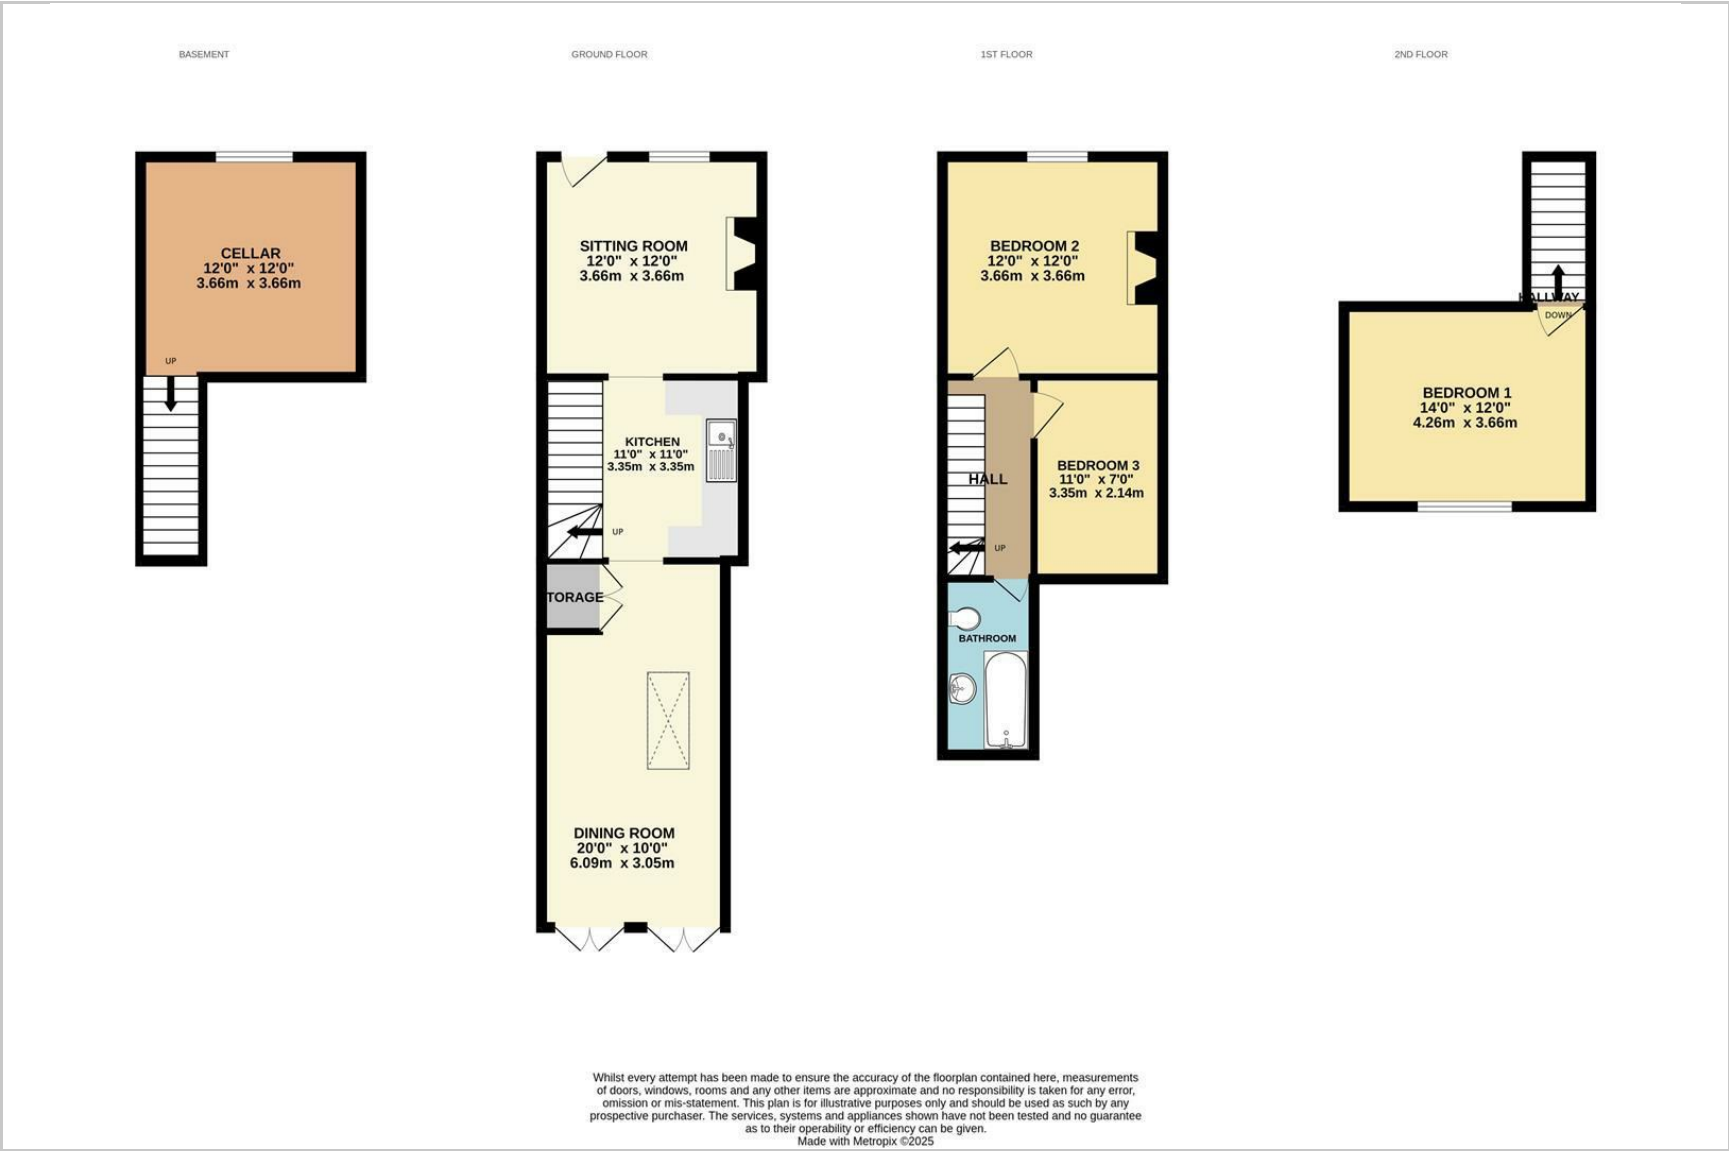 BASEMENT
GROUND FLOOR
1ST FLOOR
2ND FLOOR
CELLAR
12'0" x 12'0"
3.66m x 3.66m
UP
SITTING ROOM
12'0" x 12'0"
3.66m x 3.66m
KITCHEN
11'0" x 11'0"
3.35m x 3.35m
UP
TORAGE
DINING ROOM
20'0" x 10'0"
6.09m x 3.05m
BEDROOM 2
12'0" x 12'0"
3.66m x 3.66m
HALL
UP
BEDROOM 3
11'0" x 7'0"
3.35m x 2.14m
BATHROOM
HALLWAY
DOWN
BEDROOM 1
14'0" x 12'0"
4.26m x 3.66m
Whilst every attempt has been made to ensure the accuracy of the floorplan contained here, measurements
of doors, windows, rooms and any other items are approximate and no responsibility is taken for any error,
omission or mis-statement. This plan is for illustrative purposes only and should be used as such by any
prospective purchaser. The services, systems and appliances shown have not been tested and no guarantee
as to their operability or efficiency can be given.
Made with Metropix ©2025